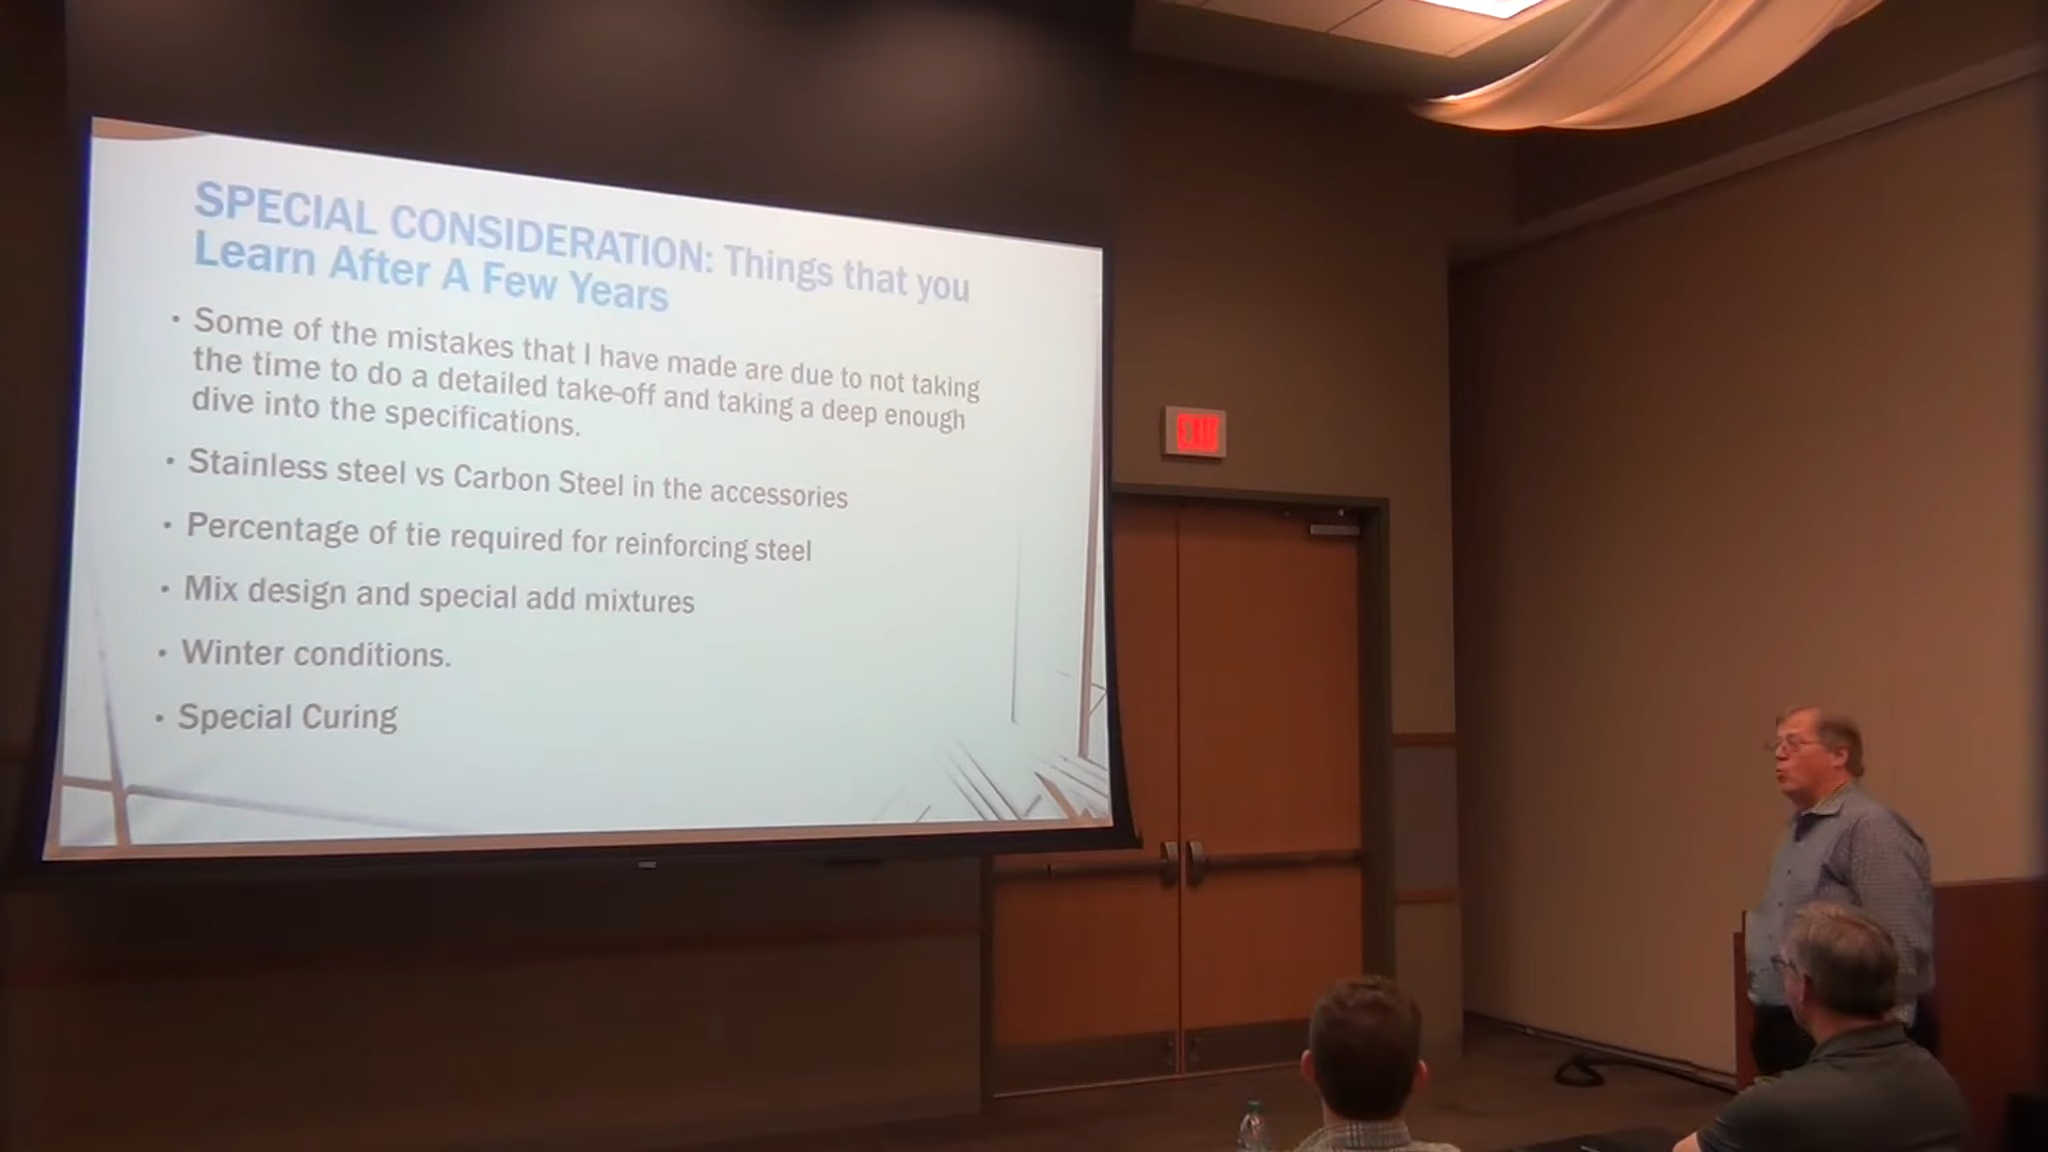 SPECIAL CONSIDERATION: Things that you
Learn After A Few Years
• Some of the mistakes that I have made are due to not taking
the time to do a detailed take-off and taking a deep enough
dive into the specifications.
• Stainless steel vs Carbon Steel in the accessories
• Percentage of tie required for reinforcing steel
• Mix design and special add mixtures
• Winter conditions.
• Special Curing
EXIT